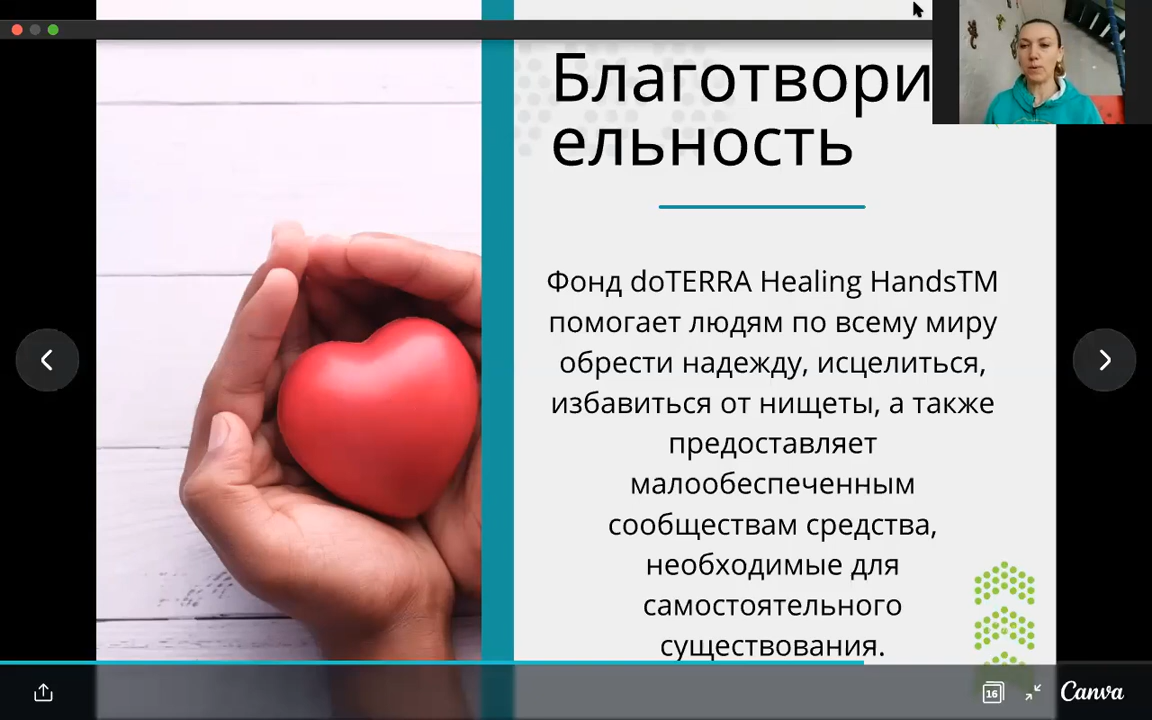 Благотвори
ельность
Фонд doTERRA Healing HandsTM
помогает людям по всему миру
обрести надежду, исцелиться,
избавиться от нищеты, а также
предоставляет
малообеспеченным
сообществам средства,
необходимые для
самостоятельного
существования.
16
Canva